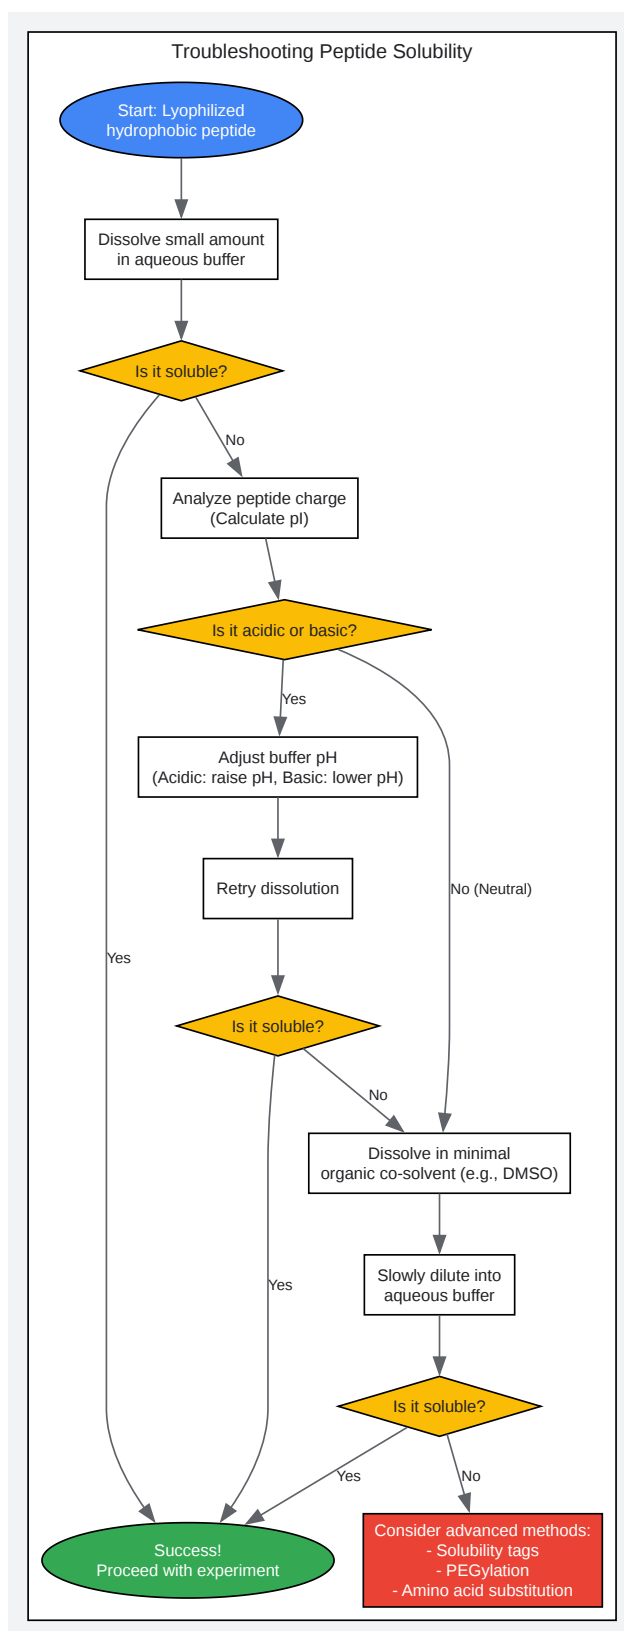 Troubleshooting Peptide Solubility
Start: Lyophilized
hydrophobic peptide
Dissolve small amount
in aqueous buffer
Is it soluble?
No
Analyze peptide charge
(Calculate pI)
Is it acidic or basic?
Yes
Adjust buffer pH
(Acidic: raise pH, Basic: lower pH)
Retry dissolution
No (Neutral)
Yes
Is it soluble?
No
Dissolve in minimal
organic co-solvent (e.g., DMSO)
Slowly dilute into
aqueous buffer
Yes
Is it soluble?
Yes
No
Success!
Proceed with experiment
Consider advanced methods:
- Solubility tags
- PEGylation
- Amino acid substitution